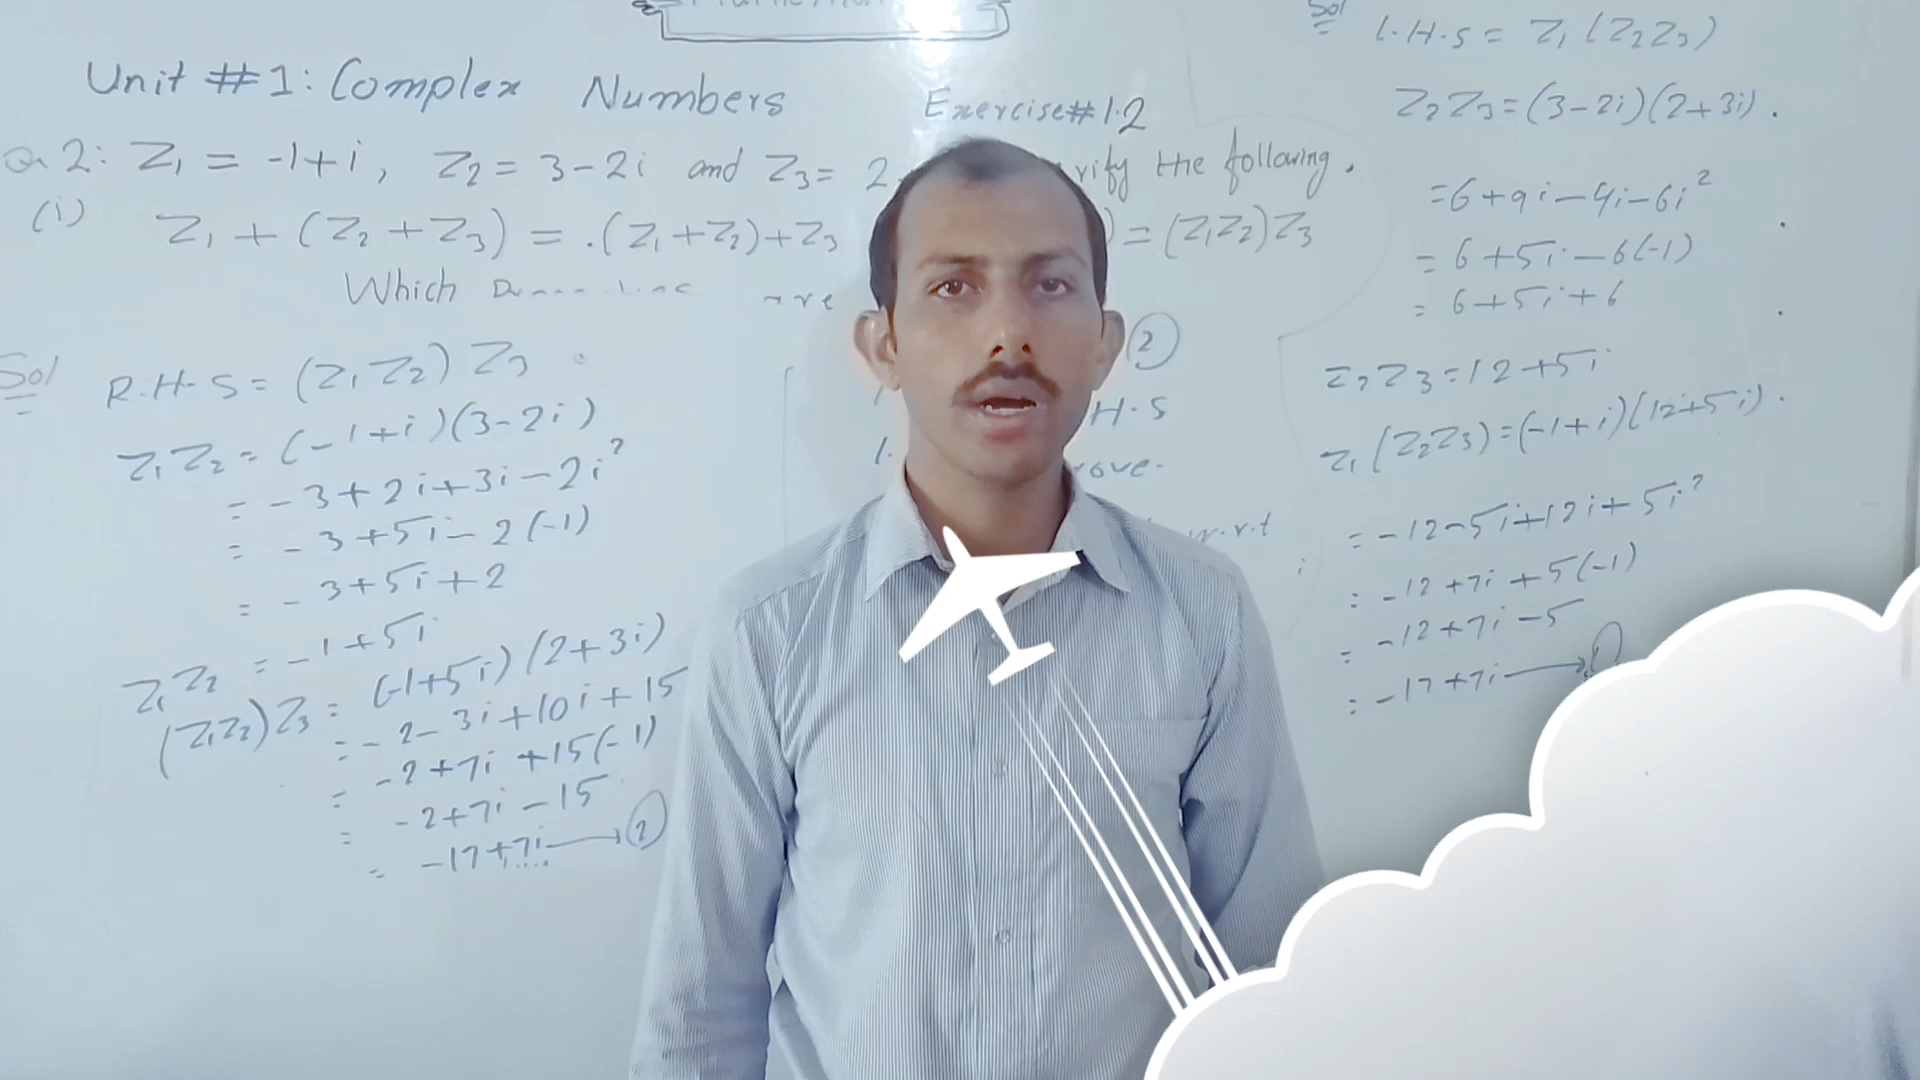 Unit #1: Complex Numbers
Exercise#1.2
Q2: Z₁ = -1+i, Z₂ = 3-2i and Z₃ = 2 the following.
(i) Z₁ + (Z₂ + Z₃) = .(Z₁+Z₂)+Z₃ ) = (Z₁Z₂)Z₃
Which
Sol
R.H.S = (Z₁Z₂) Z₃
Z₁Z₂ = (-1+i)(3-2i)
= -3+2i+3i-2i²
= -3+5i-2(-1)
= -3+5i+2
Z₁Z₂ = -1+5i
(Z₁Z₂)Z₃ = (-1+5i)(2+3i)
= -2-3i+10i+15
= -2+7i+15(-1)
= -2+7i-15
= -17+7i→②
②
H.S
w.r.t
Sol
L.H.S = Z₁(Z₂Z₃)
Z₂Z₃=(3-2i)(2+3i).
=6+9i-4i-6i²
= 6+5i-6(-1)
= 6+5i+6
Z₂Z₃=12+5i
Z₁(Z₂Z₃)=(-1+i)(12+5i).
= -12-5i+12i+5i²
= -12+7i+5(-1)
= -12+7i-5
= -17+7i→